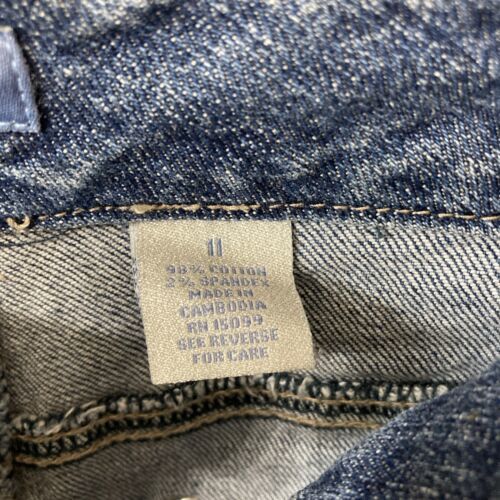 11
98% COTTON
2% SPANDEX
MADE IN
CAMBODIA
RN 15099
SEE REVERSE
FOR CARE